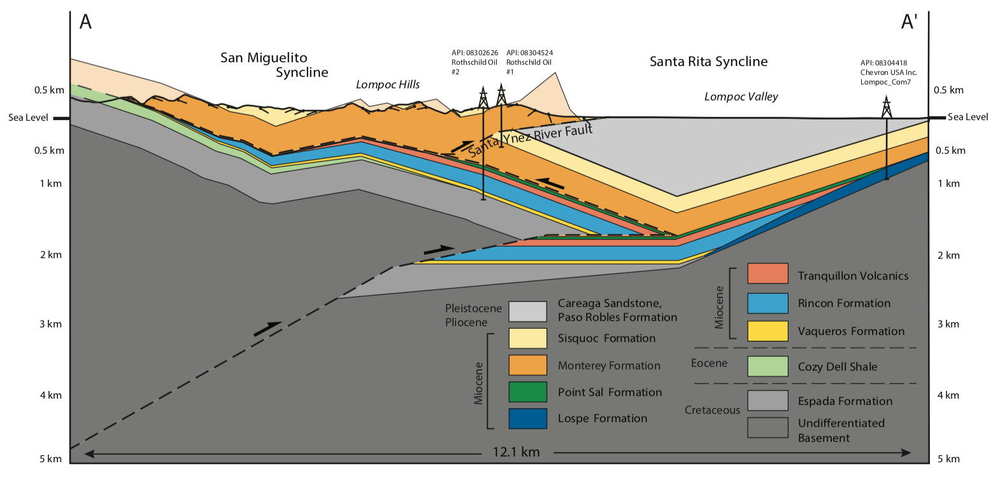 A
A'
San Miguelito
Syncline
Lompoc Hills
API: 08302626
Rothschild Oil
#2
API: 08304524
Rothschild Oil
#1
Santa Rita Syncline
Lompoc Valley
API: 08304418
Chevron USA Inc.
Lompoc_Com7
0.5 km
Sea Level
0.5 km
1 km
2 km
3 km
4 km
5 km
0.5 km
Sea Level
0.5 km
1 km
2 km
3 km
4 km
5 km
Santa Ynez River Fault
Pleistocene
Pliocene
Careaga Sandstone,
Paso Robles Formation
Miocene
Sisquoc Formation
Monterey Formation
Point Sal Formation
Lospe Formation
Miocene
Tranquillon Volcanics
Rincon Formation
Vaqueros Formation
Eocene
Cozy Dell Shale
Cretaceous
Espada Formation
Undifferentiated
Basement
12.1 km